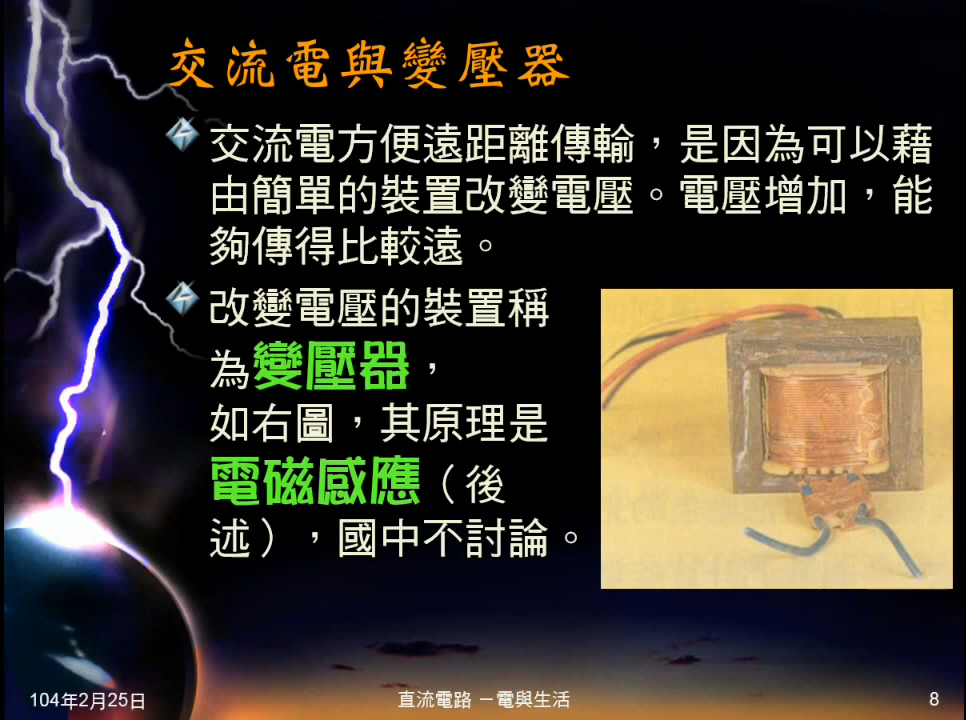 交流電與變壓器
交流電方便遠距離傳輸，是因為可以藉
由簡單的裝置改變電壓。電壓增加，能
夠傳得比較遠。
改變電壓的裝置稱
為變壓器，
如右圖，其原理是
電磁感應（後
述），國中不討論。
104年2月25日
直流電路 －電與生活
8